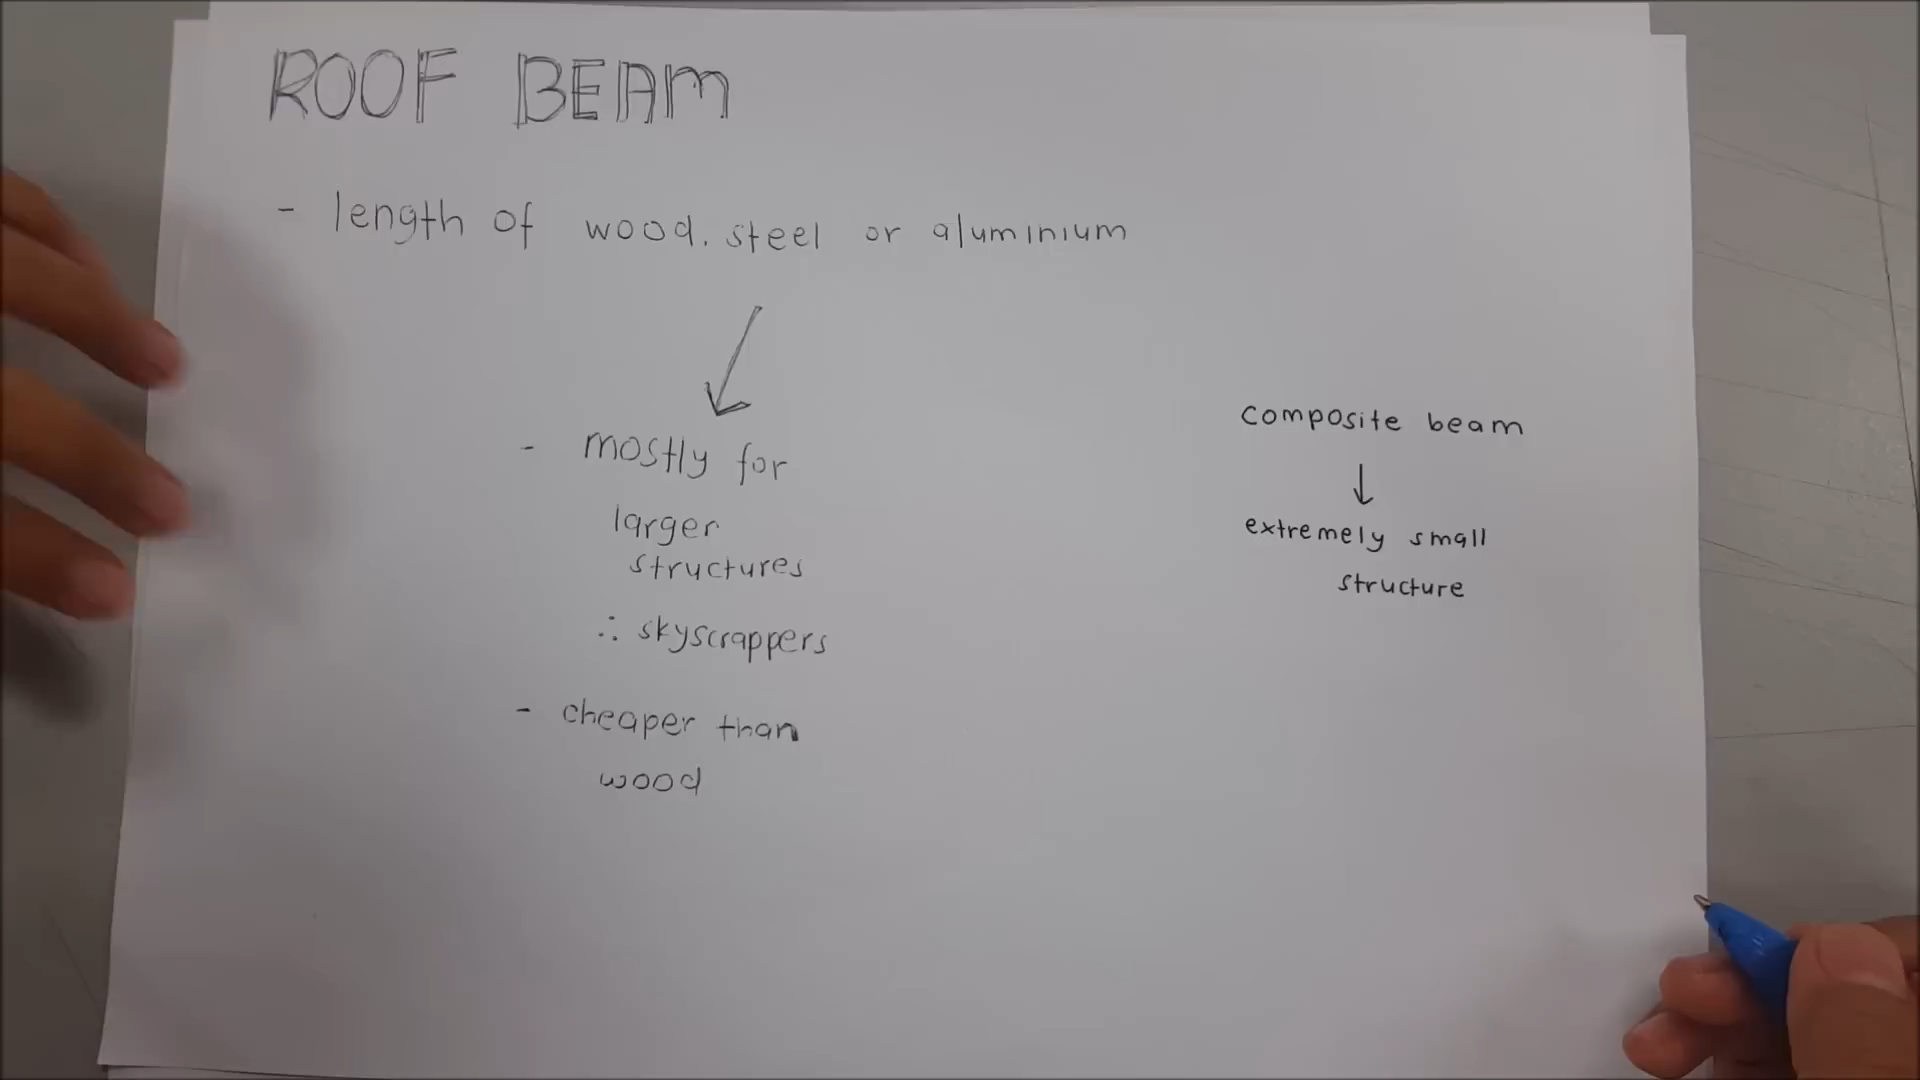 ROOF BEAM
- length of wood. steel or aluminium
- mostly for
larger
structures
∴ skyscrappers
- cheaper than
wood
composite beam
↓
extremely small
structure